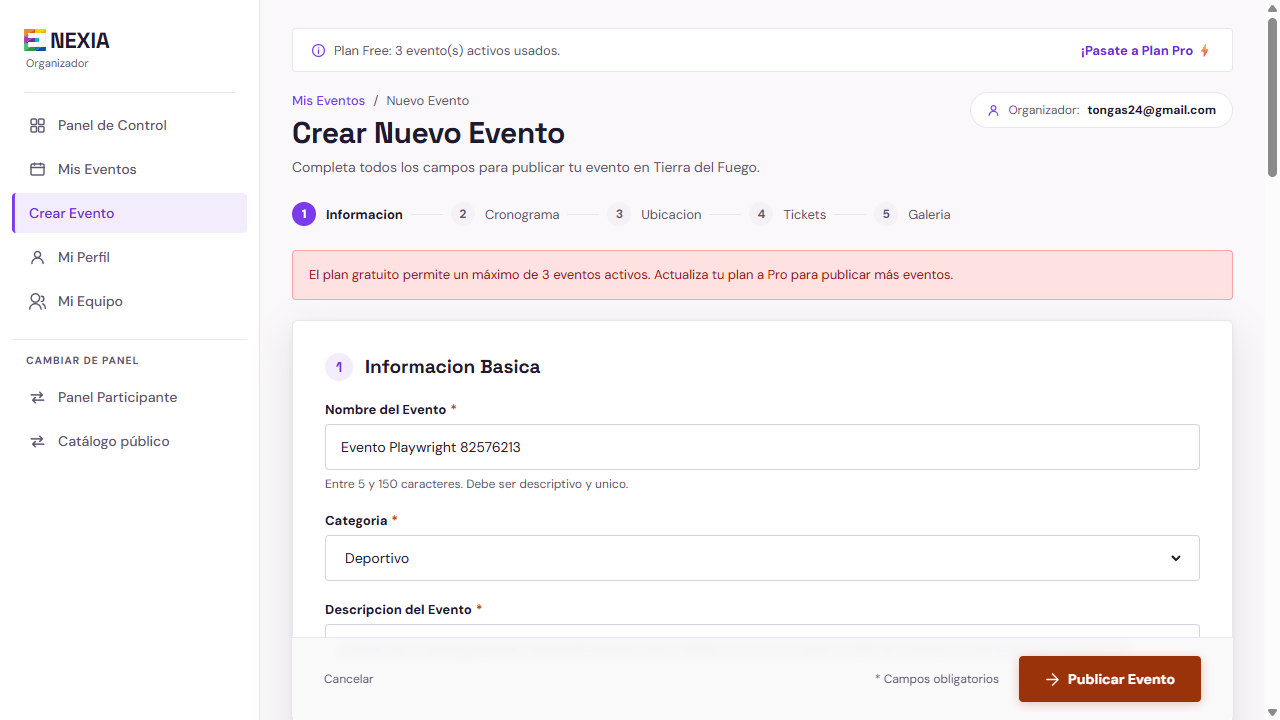 ENEXIA
Organizador
Panel de Control
Mis Eventos
Crear Evento
Mi Perfil
Mi Equipo
CAMBIAR DE PANEL
Panel Participante
Catálogo público
Plan Free: 3 evento(s) activos usados.
¡Pasate a Plan Pro
Mis Eventos / Nuevo Evento
Organizador: tongas24@gmail.com
Crear Nuevo Evento
Completa todos los campos para publicar tu evento en Tierra del Fuego.
1 Informacion 2 Cronograma 3 Ubicacion 4 Tickets 5 Galeria
El plan gratuito permite un máximo de 3 eventos activos. Actualiza tu plan a Pro para publicar más eventos.
1 Informacion Basica
Nombre del Evento *
Evento Playwright 82576213
Entre 5 y 150 caracteres. Debe ser descriptivo y unico.
Categoria *
Deportivo
Descripcion del Evento *
Cancelar
* Campos obligatorios
Publicar Evento